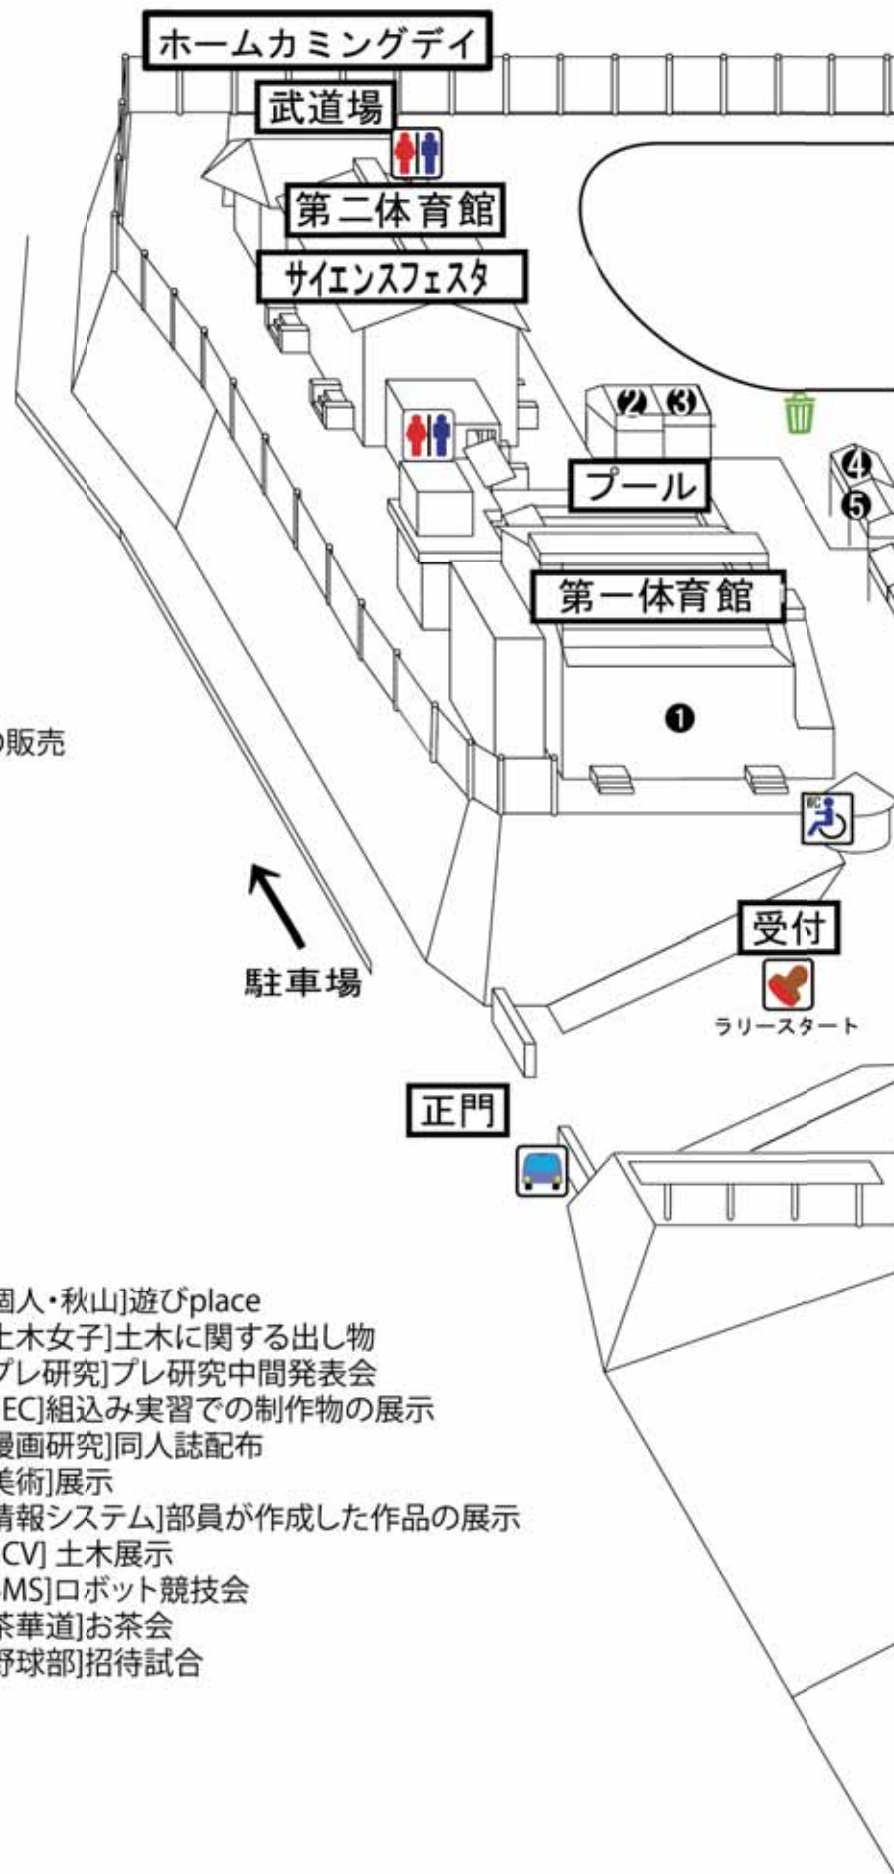 ホームカミングデイ
武道場
第二体育館
サイエンスフェスタ
❷ ❸
❹
プール
❺
第一体育館
❶
の販売
WC
受付
駐車場
ラリースタート
正門
個人・秋山]遊びplace
土木女子]土木に関する出し物
プレ研究]プレ研究中間発表会
EC]組込み実習での制作物の展示
漫画研究]同人誌配布
美術]展示
情報システム]部員が作成した作品の展示
CV] 土木展示
MS]ロボット競技会
茶華道]お茶会
野球部]招待試合